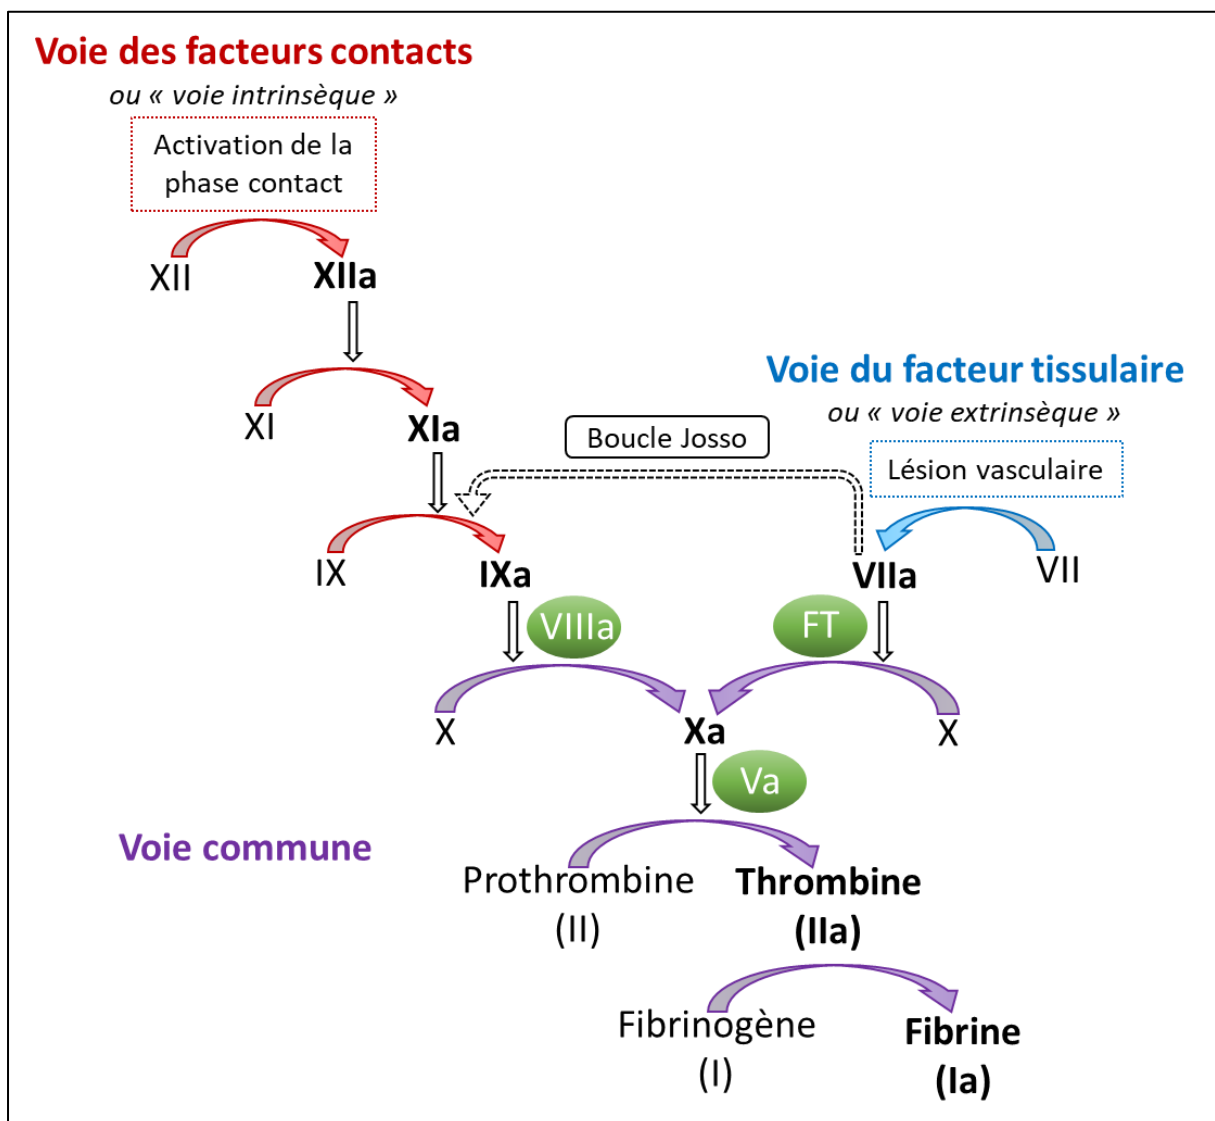 Voie des facteurs contacts
ou « voie intrinsèque »
Activation de la
phase contact
XII
XIIa
Voie du facteur tissulaire
ou « voie extrinsèque »
XI
XIa
Boucle Josso
Lésion vasculaire
IX
IXa
VIIa
VII
VIIIa
FT
X
Xa
X
Va
Voie commune
Prothrombine
(II)
Thrombine
(IIa)
Fibrinogène
(I)
Fibrine
(Ia)